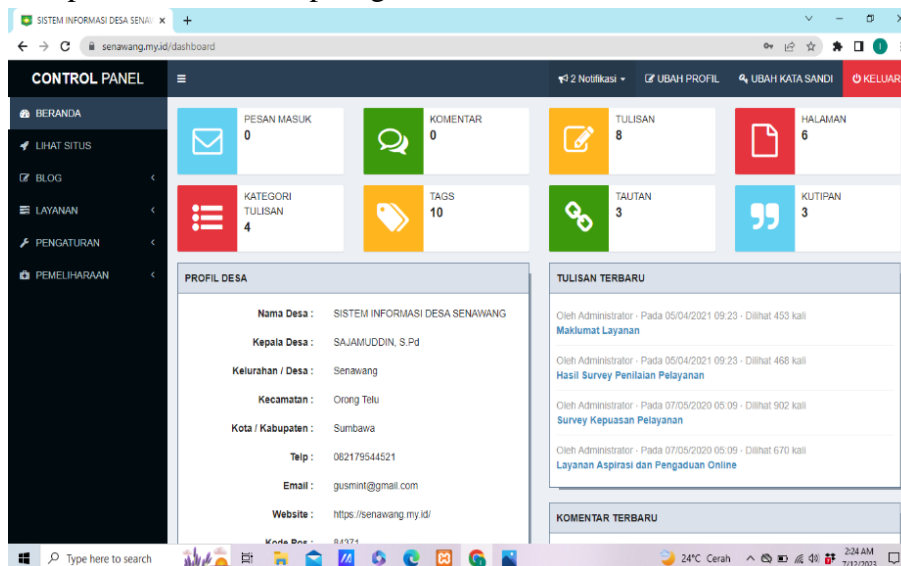 SISTEM INFORMASI DESA SENAW
senawang.my.id/dashboard
CONTROL PANEL
2 Notifikasi
UBAH PROFIL
UBAH KATA SANDI
KELUAR
BERANDA
LIHAT SITUS
BLOG
LAYANAN
PENGATURAN
PEMELIHARAAN
PESAN MASUK
0
KOMENTAR
0
TULISAN
8
HALAMAN
6
KATEGORI
TULISAN
4
TAGS
10
TAUTAN
3
KUTIPAN
3
PROFIL DESA
Nama Desa : SISTEM INFORMASI DESA SENAWANG
Kepala Desa : SAJAMUDDIN, S.Pd
Kelurahan / Desa : Senawang
Kecamatan : Orong Telu
Kota / Kabupaten : Sumbawa
Telp : 082179544521
Email : gusmint@gmail.com
Website : https://senawang.my.id/
Kode Pos : 84371
TULISAN TERBARU
Oleh Administrator - Pada 05/04/2021 09:23 - Dilihat 453 kali
Maklumat Layanan
Oleh Administrator - Pada 05/04/2021 09:23 - Dilihat 468 kali
Hasil Survey Penilaian Pelayanan
Oleh Administrator - Pada 07/05/2020 05:09 - Dilihat 902 kali
Survey Kepuasan Pelayanan
Oleh Administrator - Pada 07/05/2020 05:09 - Dilihat 670 kali
Layanan Aspirasi dan Pengaduan Online
KOMENTAR TERBARU
Type here to search
24°C Cerah
2:24 AM
7/12/2023